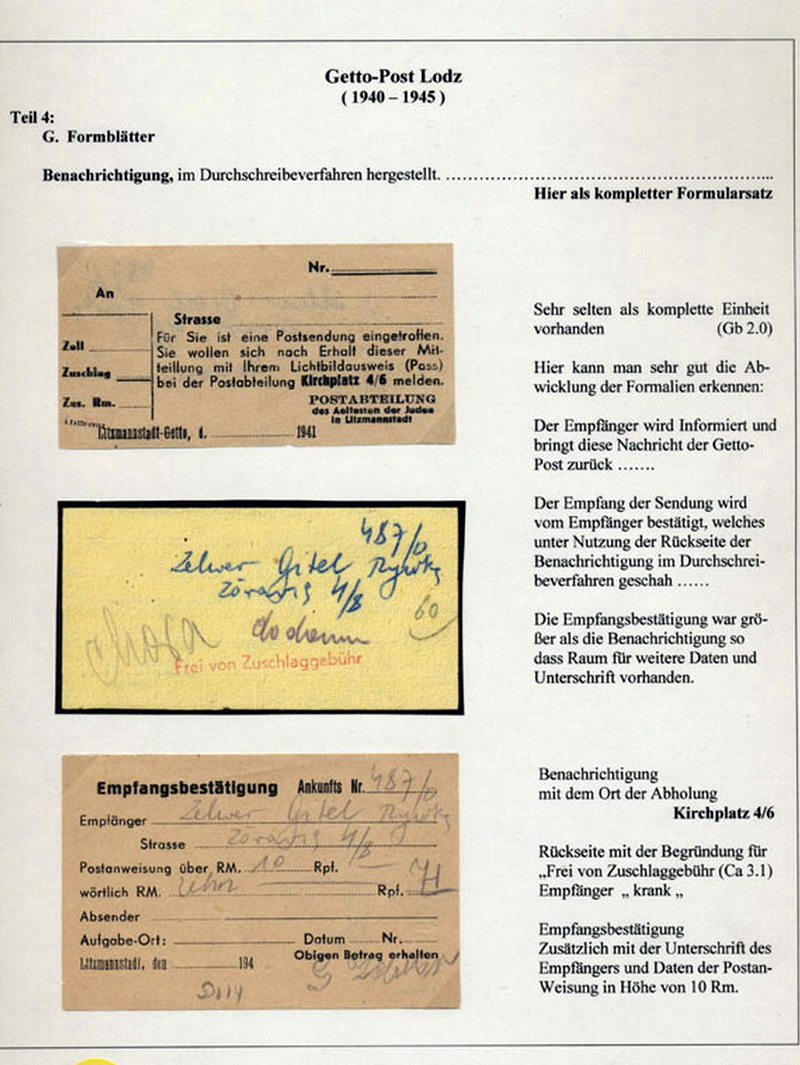 Getto-Post Lodz
( 1940 – 1945 )
Teil 4:
G. Formblätter
Benachrichtigung, im Durchschreibeverfahren hergestellt. ........................
Hier als kompletter Formularsatz
Nr.
An
Strasse
Zoll
Zuschlag
Zus. Rm.
Für Sie ist eine Postsendung eingetroffen.
Sie wollen sich nach Erhalt dieser Mit-
teilung mit Ihrem Lichtbildausweis (Pass)
bei der Postabteilung Kirchplatz 4/6 melden.
POSTABTEILUNG
des Aeltesten der Juden
in Litzmannstadt
Litzmannstadt-Getto, d. 1941
Sehr selten als komplette Einheit
vorhanden (Gb 2.0)
Hier kann man sehr gut die Ab-
wicklung der Formalien erkennen:
Der Empfänger wird Informiert und
bringt diese Nachricht der Getto-
Post zurück .......
Der Empfang der Sendung wird
vom Empfänger bestätigt, welches
unter Nutzung der Rückseite der
Benachrichtigung im Durchschrei-
beverfahren geschah ......
Die Empfangsbestätigung war grö-
ßer als die Benachrichtigung so
dass Raum für weitere Daten und
Unterschrift vorhanden.
487/
Zelwer Gitel
4/8
60
chora
Frei von Zuschlaggebühr
Empfangsbestätigung Ankunfts Nr. 487/
Empfänger Zelwer Gitel
Strasse 4/8
Postanweisung über RM. 10 Rpf. —
wörtlich RM. Rpf.
Absender
Aufgabe-Ort: Datum Nr.
Obigen Betrag erhalten
Litzmannstadt, den 194
Benachrichtigung
mit dem Ort der Abholung
Kirchplatz 4/6
Rückseite mit der Begründung für
„Frei von Zuschlaggebühr (Ca 3.1)
Empfänger „ krank „
Empfangsbestätigung
Zusätzlich mit der Unterschrift des
Empfängers und Daten der Postan-
Weisung in Höhe von 10 Rm.